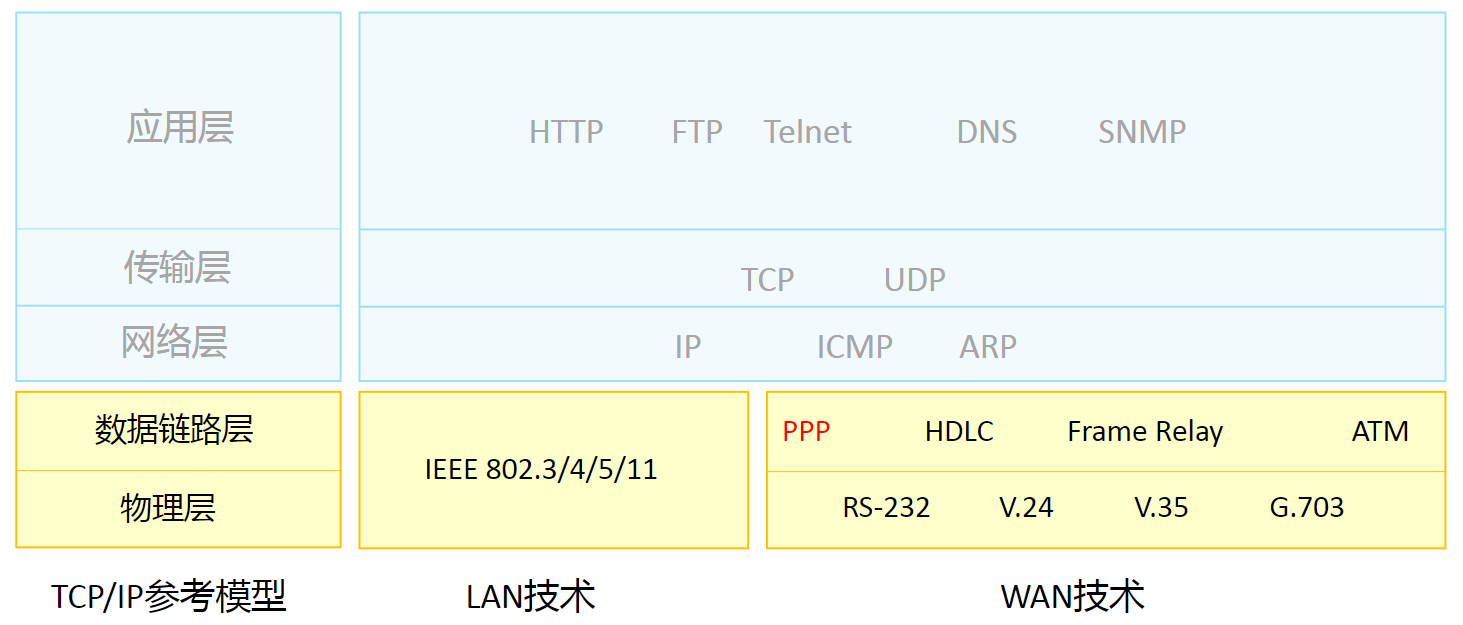 应用层
HTTP FTP Telnet DNS SNMP
传输层
TCP UDP
网络层
IP ICMP ARP
数据链路层
PPP HDLC Frame Relay ATM
IEEE 802.3/4/5/11
物理层
RS-232 V.24 V.35 G.703
TCP/IP参考模型
LAN技术
WAN技术